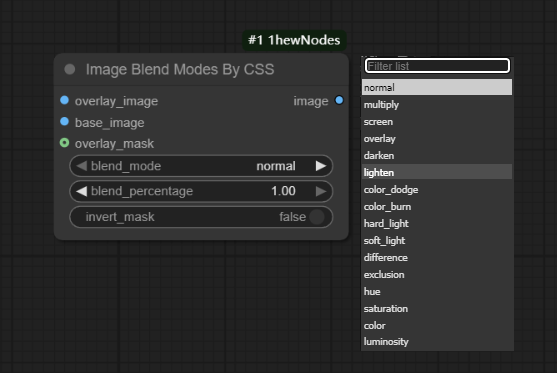 #1 1hewNodes
Image Blend Modes By CSS
overlay_image
image
base_image
overlay_mask
blend_mode
normal
blend_percentage
1.00
invert_mask
false
Filter list
normal
multiply
screen
overlay
darken
lighten
color_dodge
color_burn
hard_light
soft_light
difference
exclusion
hue
saturation
color
luminosity